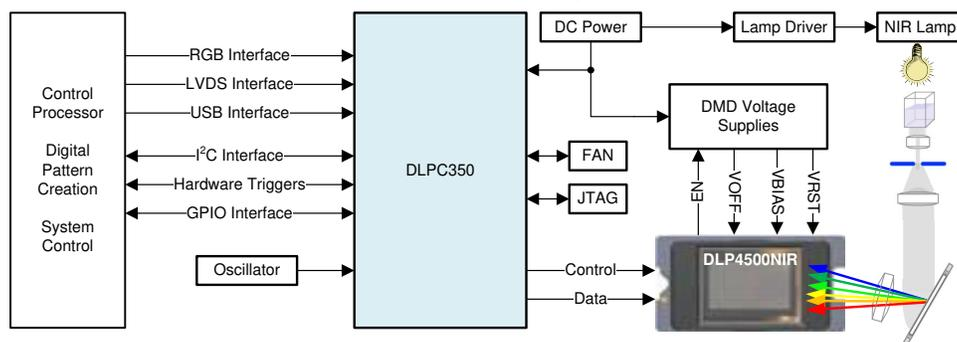 Control
Processor
Digital
Pattern
Creation
System
Control
RGB Interface
LVDS Interface
USB Interface
I²C Interface
Hardware Triggers
GPIO Interface
Oscillator
DLPC350
DC Power
Lamp Driver
NIR Lamp
DMD Voltage
Supplies
FAN
JTAG
EN
VOFF
VBIAS
VRST
Control
Data
DLP4500NIR